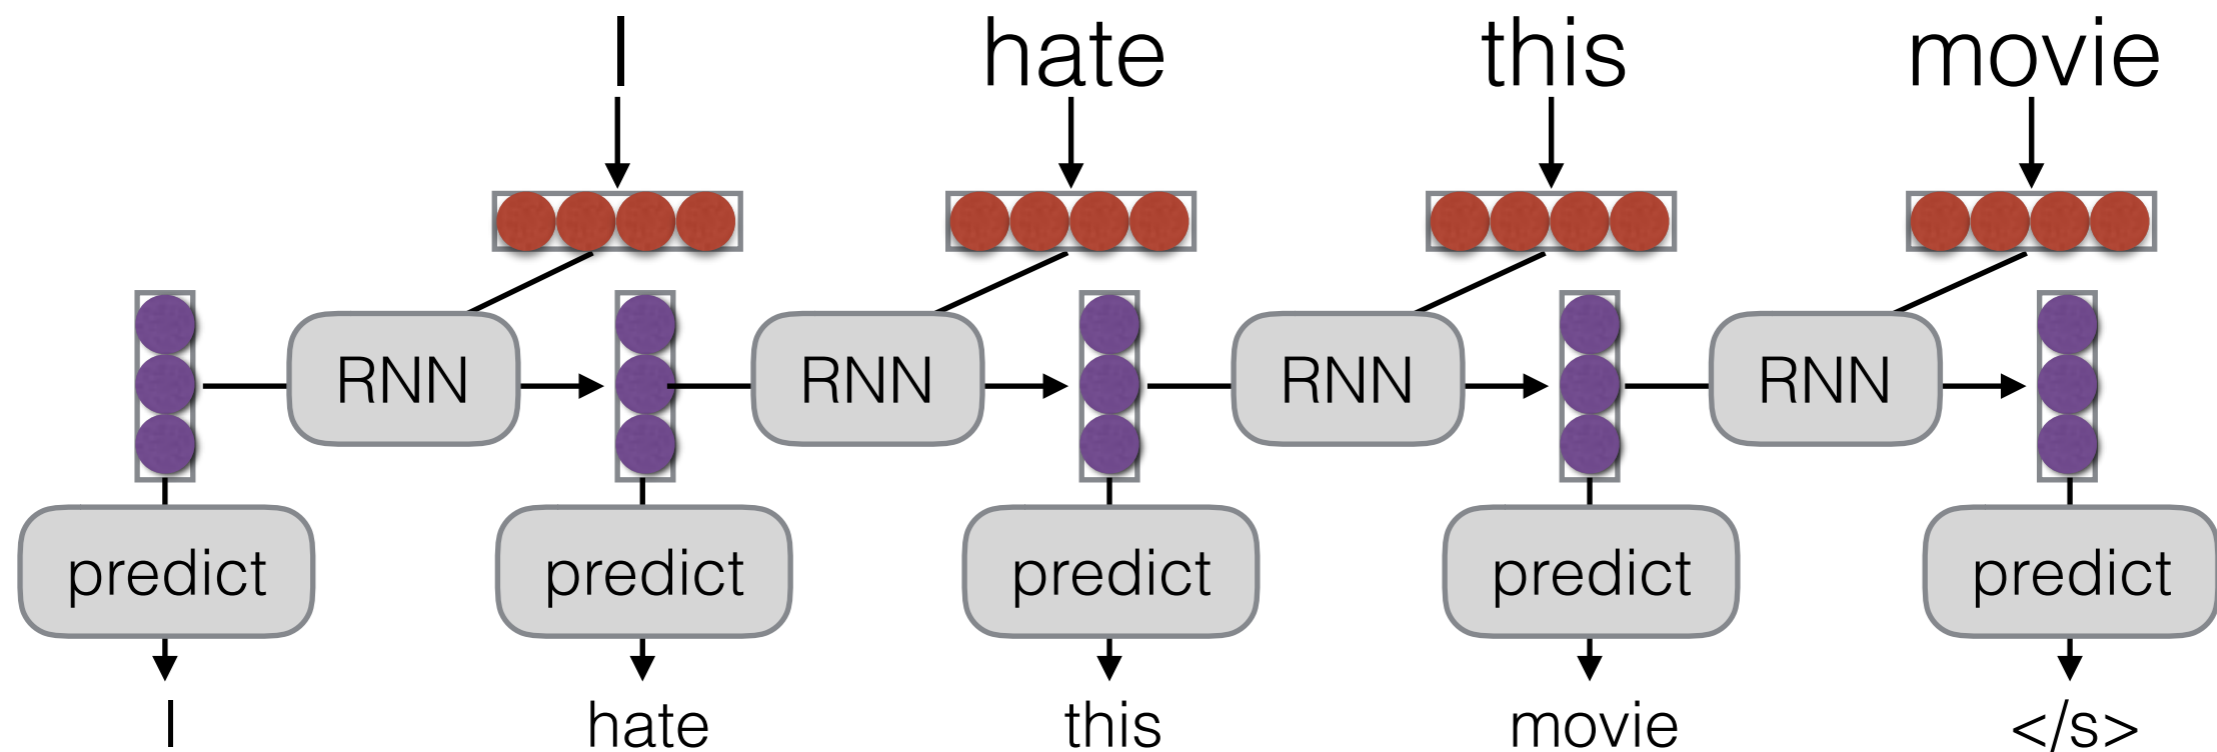 I hate this movie
RNN RNN RNN RNN
predict predict predict predict predict
I hate this movie </s>